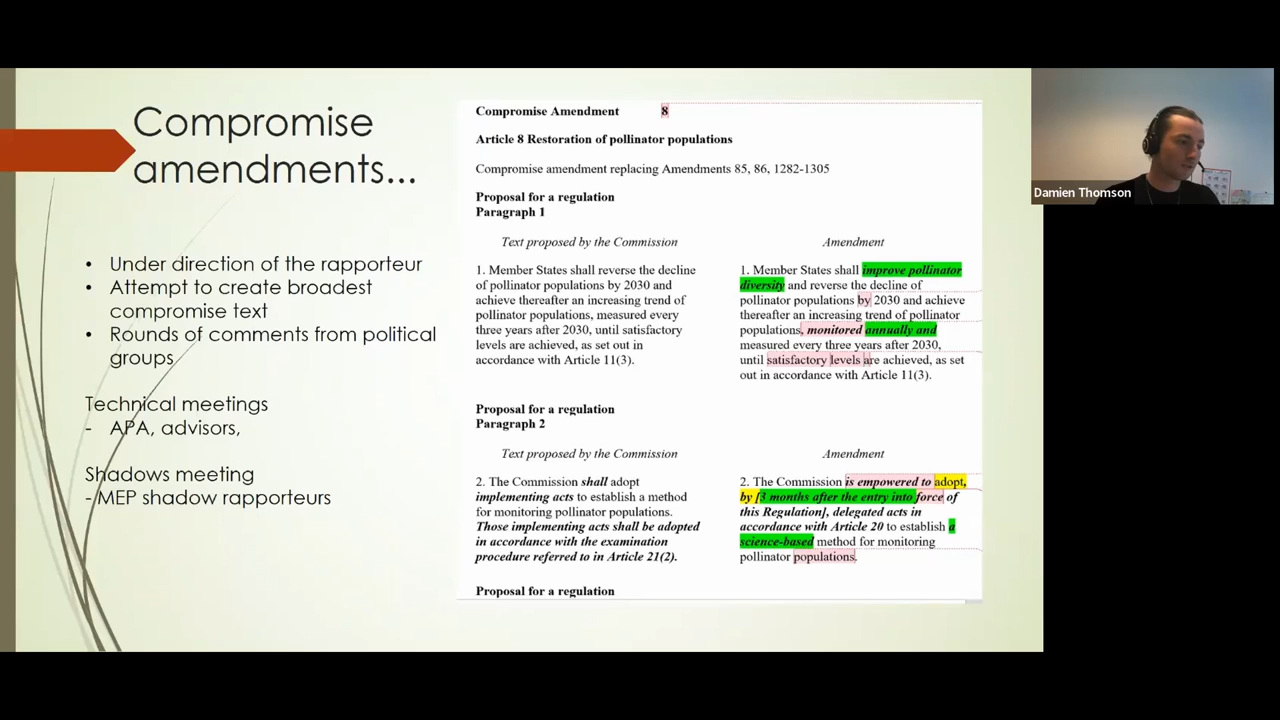 Compromise
amendments...
• Under direction of the rapporteur
• Attempt to create broadest
compromise text
• Rounds of comments from political
groups
Technical meetings
- APA, advisors,
Shadows meeting
- MEP shadow rapporteurs
Compromise Amendment 8
Article 8 Restoration of pollinator populations
Compromise amendment replacing Amendments 85, 86, 1282-1305
Proposal for a regulation
Paragraph 1
Text proposed by the Commission
1. Member States shall reverse the decline
of pollinator populations by 2030 and
achieve thereafter an increasing trend of
pollinator populations, measured every
three years after 2030, until satisfactory
levels are achieved, as set out in
accordance with Article 11(3).
Amendment
1. Member States shall improve pollinator
diversity and reverse the decline of
pollinator populations by 2030 and achieve
thereafter an increasing trend of pollinator
populations, monitored annually and
measured every three years after 2030,
until satisfactory levels are achieved, as set
out in accordance with Article 11(3).
Proposal for a regulation
Paragraph 2
Text proposed by the Commission
2. The Commission shall adopt
implementing acts to establish a method
for monitoring pollinator populations.
Those implementing acts shall be adopted
in accordance with the examination
procedure referred to in Article 21(2).
Amendment
2. The Commission is empowered to adopt,
by [3 months after the entry into force of
this Regulation], delegated acts in
accordance with Article 20 to establish a
science-based method for monitoring
pollinator populations.
Proposal for a regulation
Damien Thomson